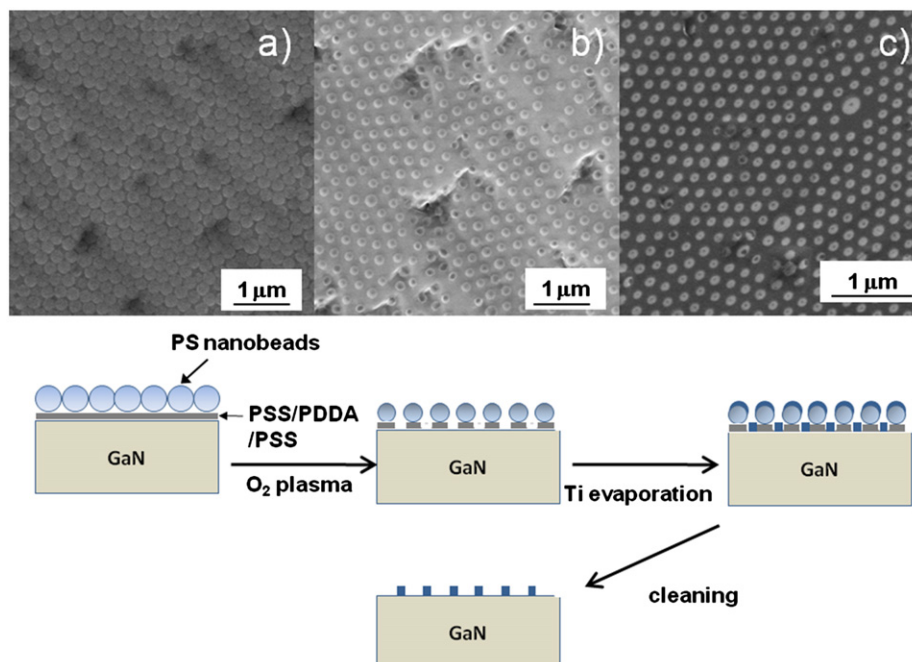 a)
b)
c)
1 μm
1 μm
1 μm
PS nanobeads
PSS/PDDA
/PSS
GaN
O₂ plasma
GaN
Ti evaporation
GaN
cleaning
GaN